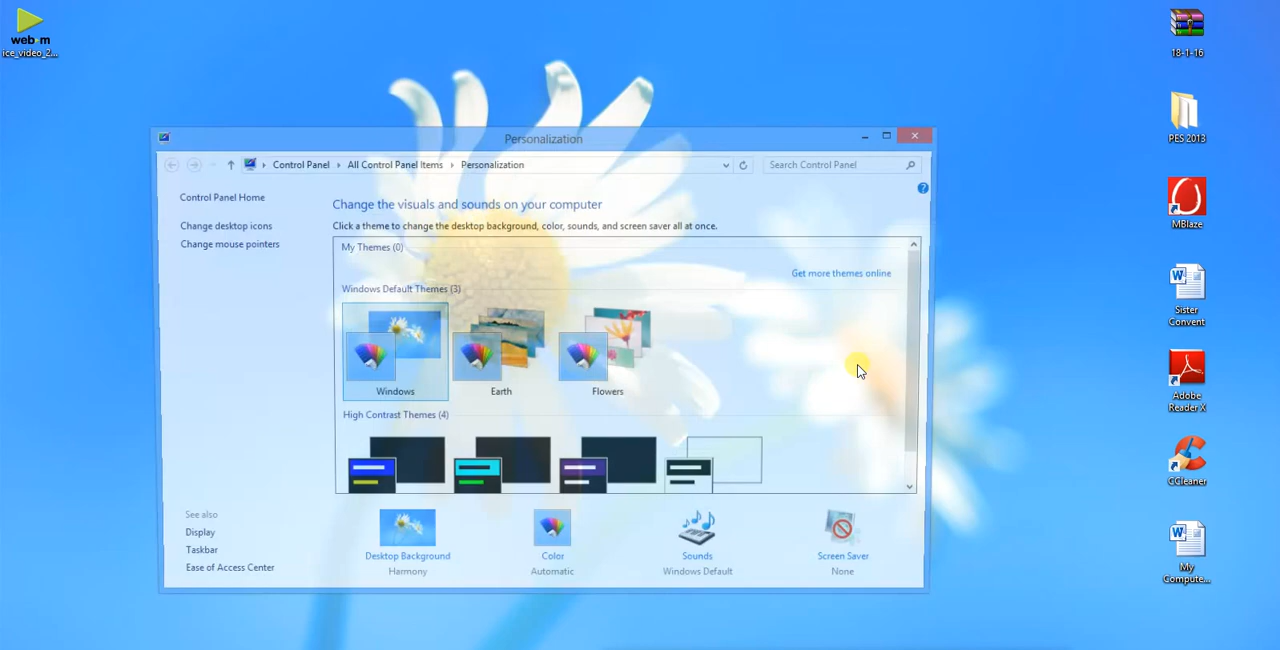 web m
ice_video_2...
18-1-16
PES 2013
MBlaze
Sister
Convent
Adobe
Reader X
CCleaner
My
Compute...
Personalization
Control Panel
All Control Panel Items
Personalization
Search Control Panel
Control Panel Home
Change desktop icons
Change mouse pointers
Change the visuals and sounds on your computer
Click a theme to change the desktop background, color, sounds, and screen saver all at once.
My Themes (0)
Get more themes online
Windows Default Themes (3)
Windows
Earth
Flowers
High Contrast Themes (4)
See also
Display
Taskbar
Ease of Access Center
Desktop Background
Harmony
Color
Automatic
Sounds
Windows Default
Screen Saver
None